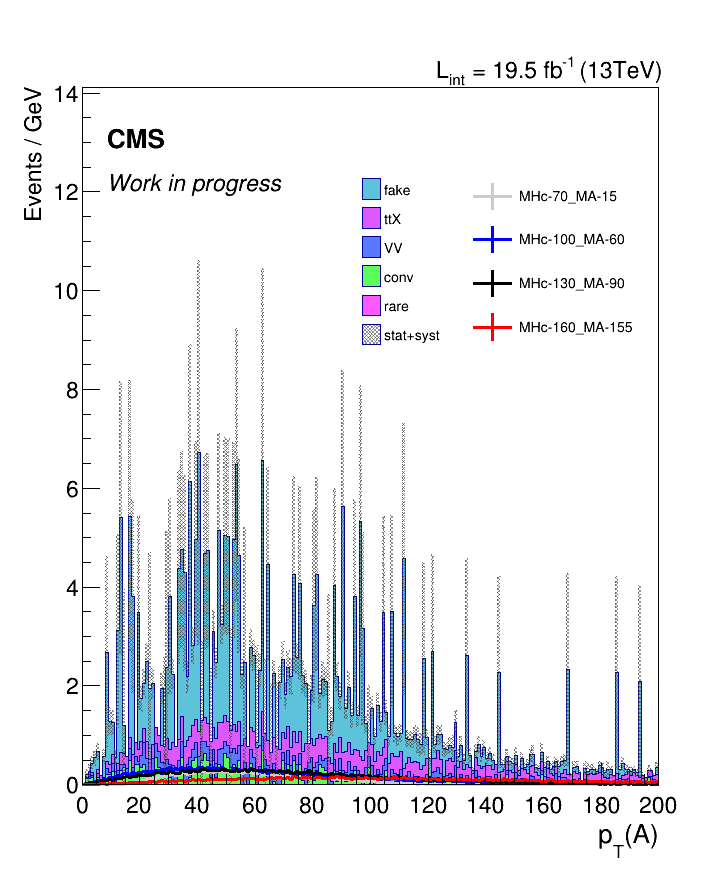 L_int = 19.5 fb^-1 (13TeV)
Events / GeV
14
12
10
8
6
4
2
0
CMS
Work in progress
fake
ttX
VV
conv
rare
stat+syst
MHc-70_MA-15
MHc-100_MA-60
MHc-130_MA-90
MHc-160_MA-155
0 20 40 60 80 100 120 140 160 180 200
p_T(A)